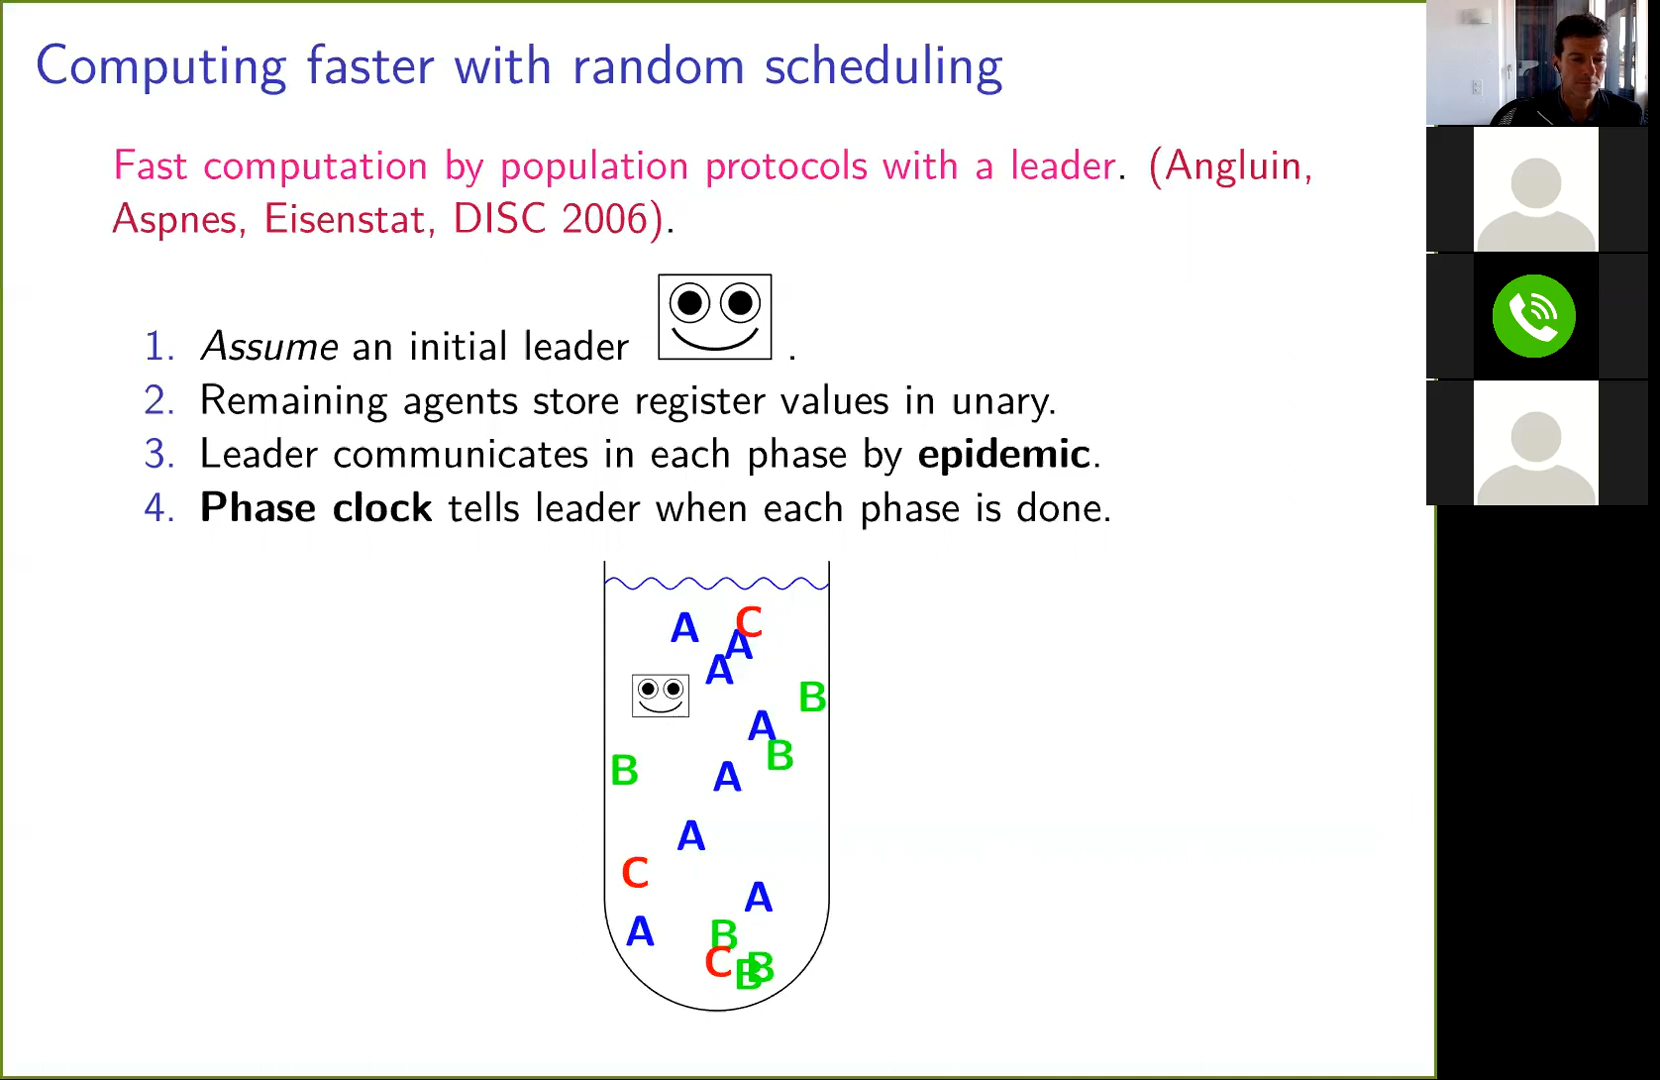 Computing faster with random scheduling
Fast computation by population protocols with a leader. (Angluin,
Aspnes, Eisenstat, DISC 2006).
1. Assume an initial leader .
2. Remaining agents store register values in unary.
3. Leader communicates in each phase by epidemic.
4. Phase clock tells leader when each phase is done.
A C
A
A
B
A
B
B A
A
C
A
A B
C B B